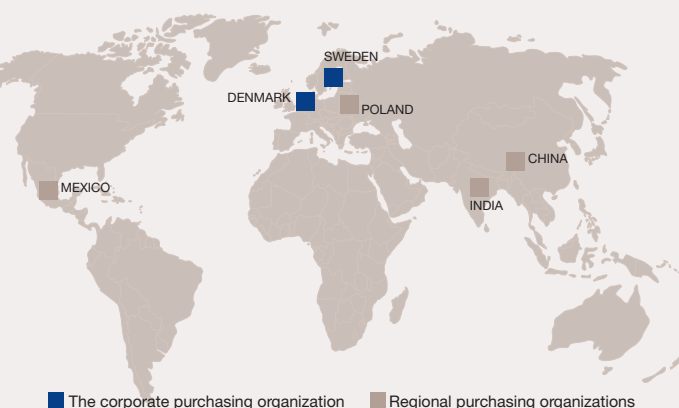 SWEDEN
DENMARK
POLAND
CHINA
MEXICO
INDIA
The corporate purchasing organization
Regional purchasing organizations